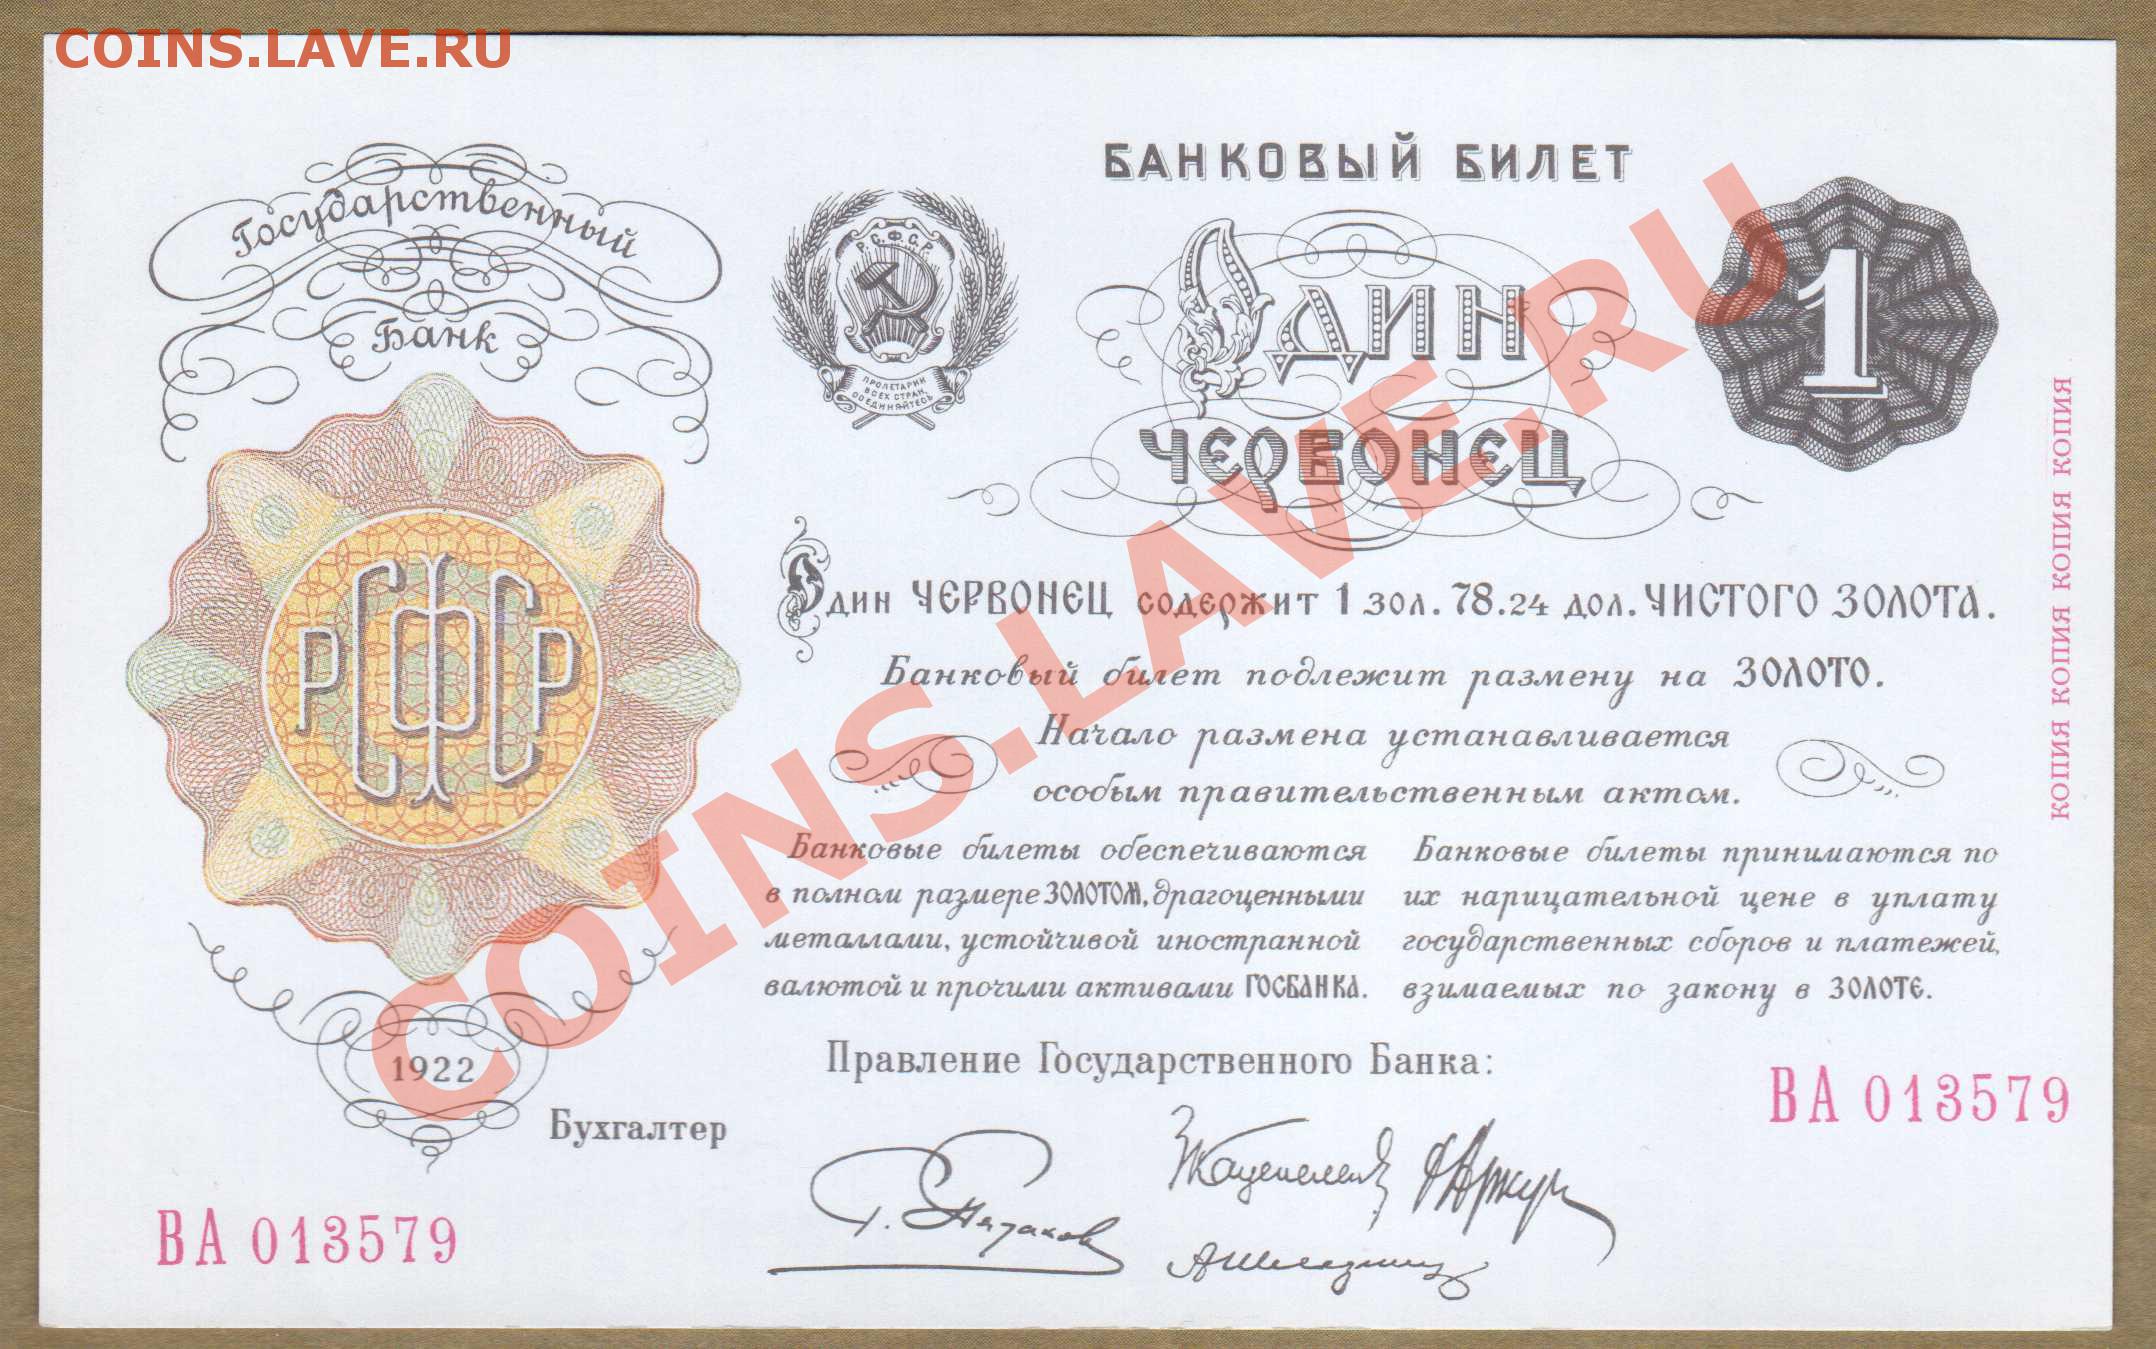 COINS.LAVE.RU
Государственный
Банк
БАНКОВЫЙ БИЛЕТ
Р.С.Ф.С.Р.
ПРОЛЕТАРИИ
ВСЕХ СТРАН,
СОЕДИНЯЙТЕСЬ
ОДИН
ЧЕРВОНЕЦ
1
РСФСР
Один ЧЕРВОНЕЦ содержит 1 зол. 78.24 дол. ЧИСТОГО ЗОЛОТА.
Банковый билет подлежит размену на ЗОЛОТО.
Начало размена устанавливается
особым правительственным актом.
Банковые билеты обеспечиваются
в полном размере ЗОЛОТОМ, драгоценными
металлами, устойчивой иностранной
валютой и прочими активами ГОСБАНКА.
Банковые билеты принимаются по
их нарицательной цене в уплату
государственных сборов и платежей,
взимаемых по закону в ЗОЛОТЕ.
1922
Правление Государственного Банка:
Бухгалтер
ВА 013579
ВА 013579
КОПИЯ КОПИЯ КОПИЯ КОПИЯ
COINS.LAVE.RU